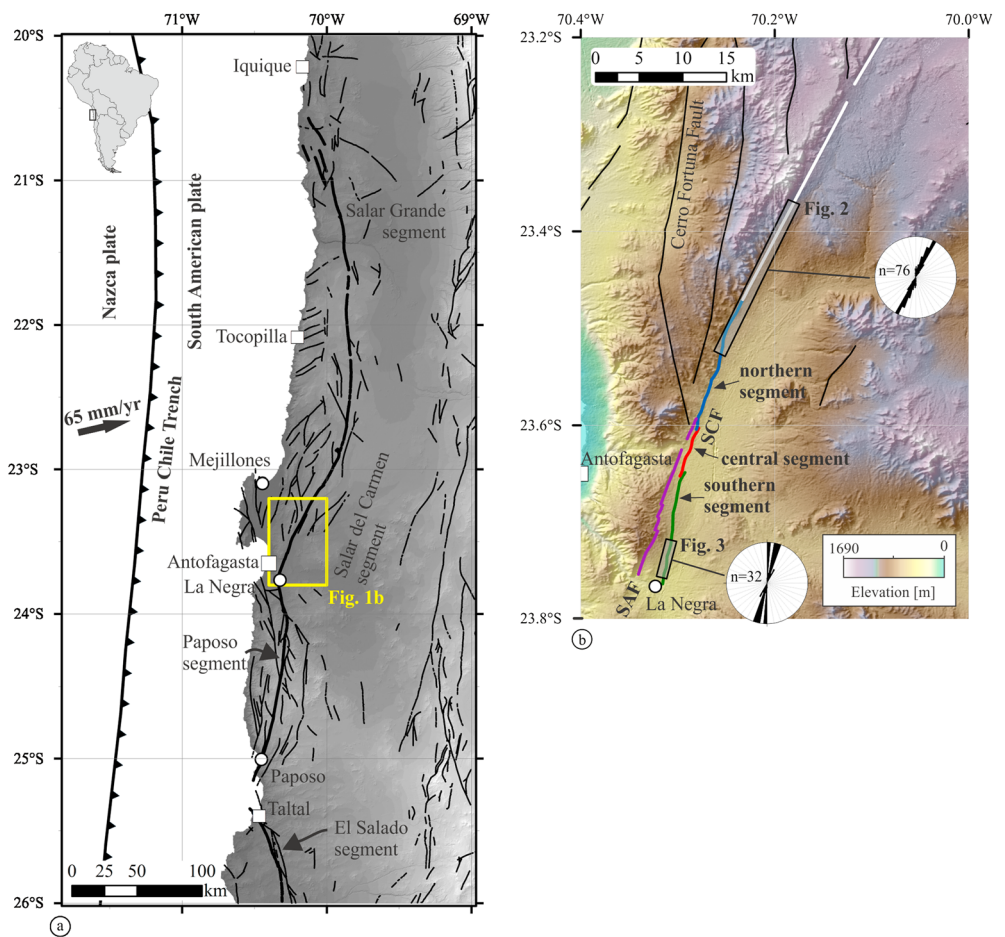 71°W
70°W
69°W
20°S
21°S
22°S
23°S
24°S
25°S
26°S
Iquique
Salar Grande
segment
Nazca plate
South American plate
Tocopilla
65 mm/yr
Peru Chile Trench
Mejillones
Salar del Carmen
segment
Antofagasta
La Negra
Fig. 1b
Paposo
segment
Paposo
Taltal
El Salado
segment
0 25 50 100
km
a
70.4°W
70.2°W
70.0°W
23.2°S
23.4°S
23.6°S
23.8°S
0 5 10 15
km
Cerro Fortuna Fault
Fig. 2
n=76
northern
segment
SCF
Antofagasta
central segment
southern
segment
Fig. 3
n=32
SAF
La Negra
1690 0
Elevation [m]
b